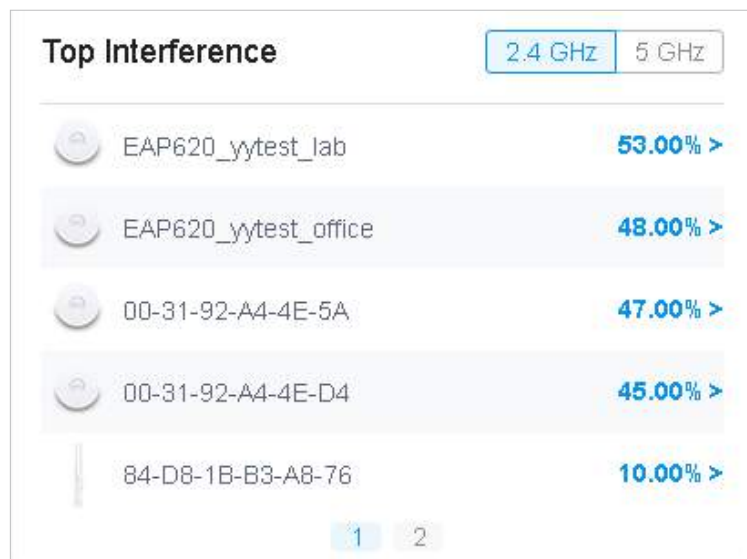 Top Interference 2.4 GHz 5 GHz
EAP620_yytest_lab 53.00% >
EAP620_yytest_office 48.00% >
00-31-92-A4-4E-5A 47.00% >
00-31-92-A4-4E-D4 45.00% >
84-D8-1B-B3-A8-76 10.00% >
1 2